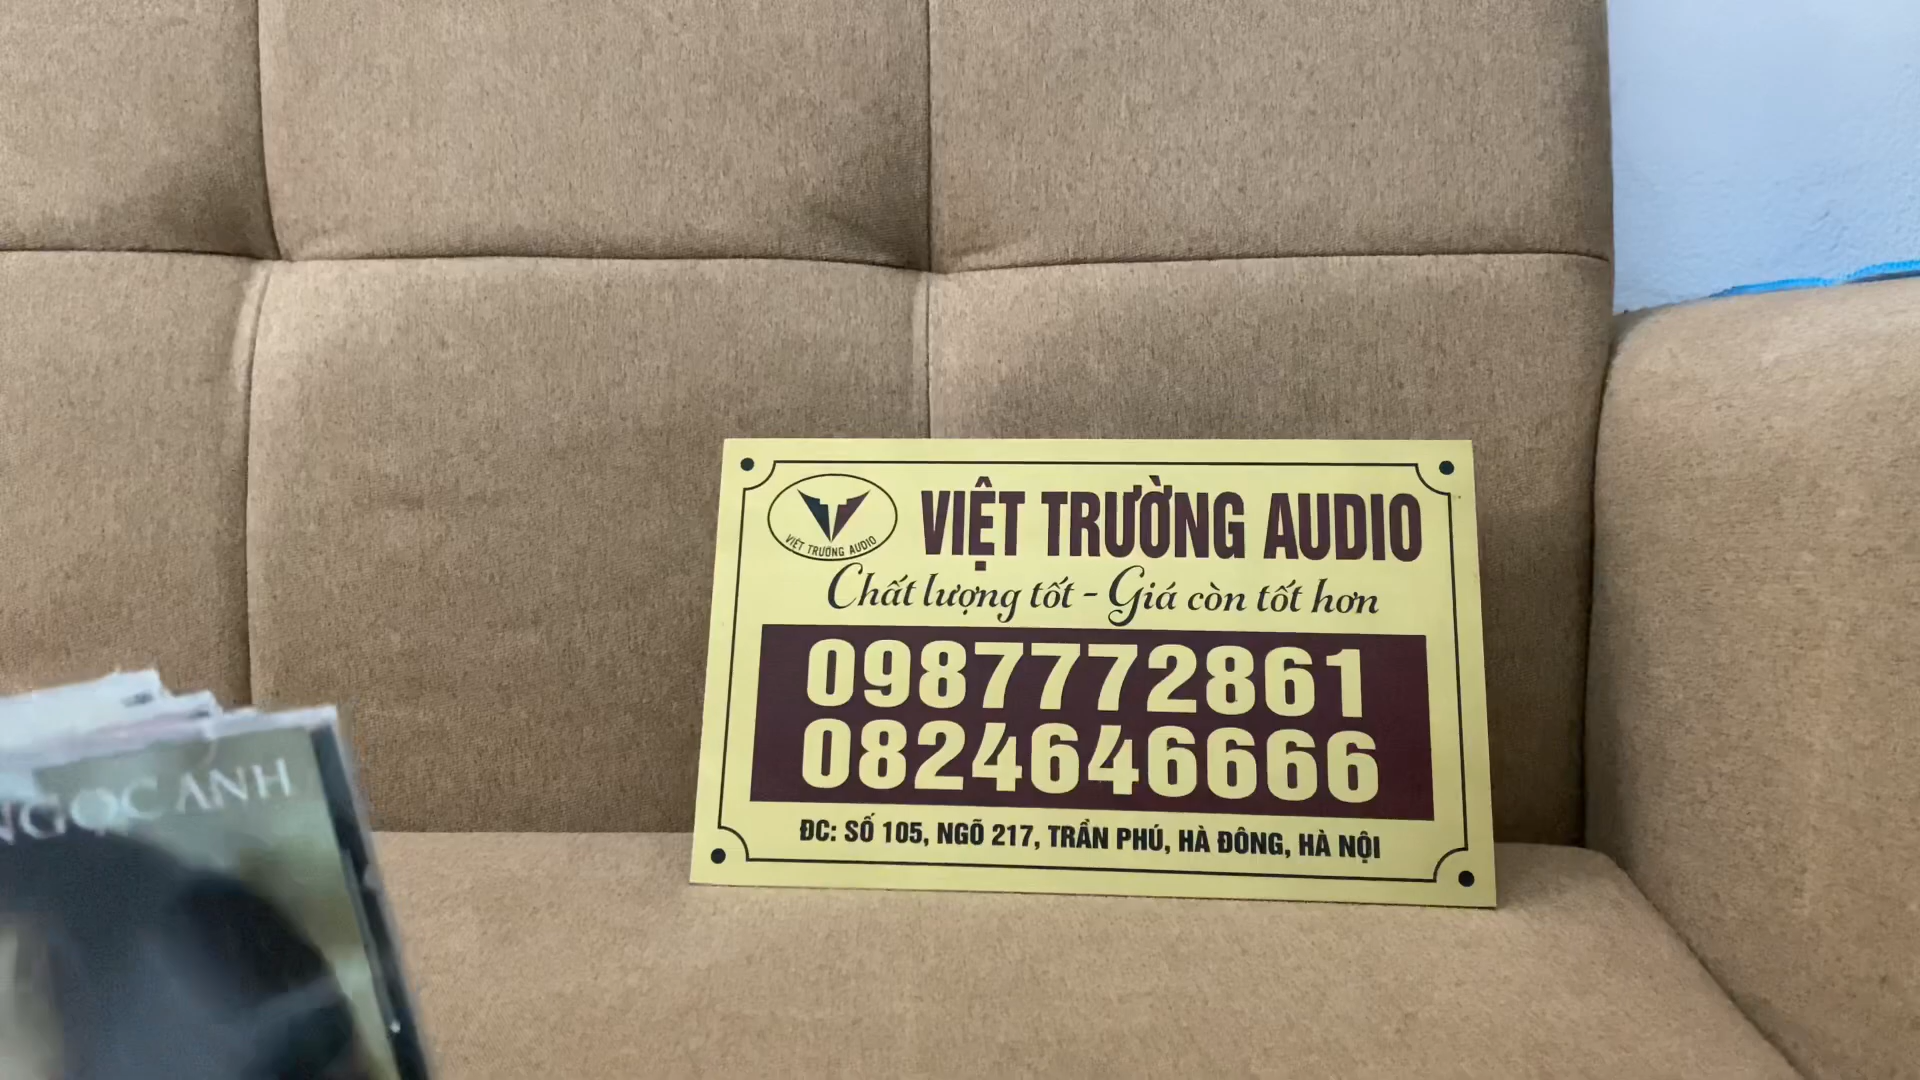 VIỆT TRƯỜNG AUDIO
VIỆT TRƯỜNG AUDIO
Chất lượng tốt - Giá còn tốt hơn
0987772861
0824646666
ĐC: SỐ 105, NGÕ 217, TRẦN PHÚ, HÀ ĐÔNG, HÀ NỘI
NGỌC ANH